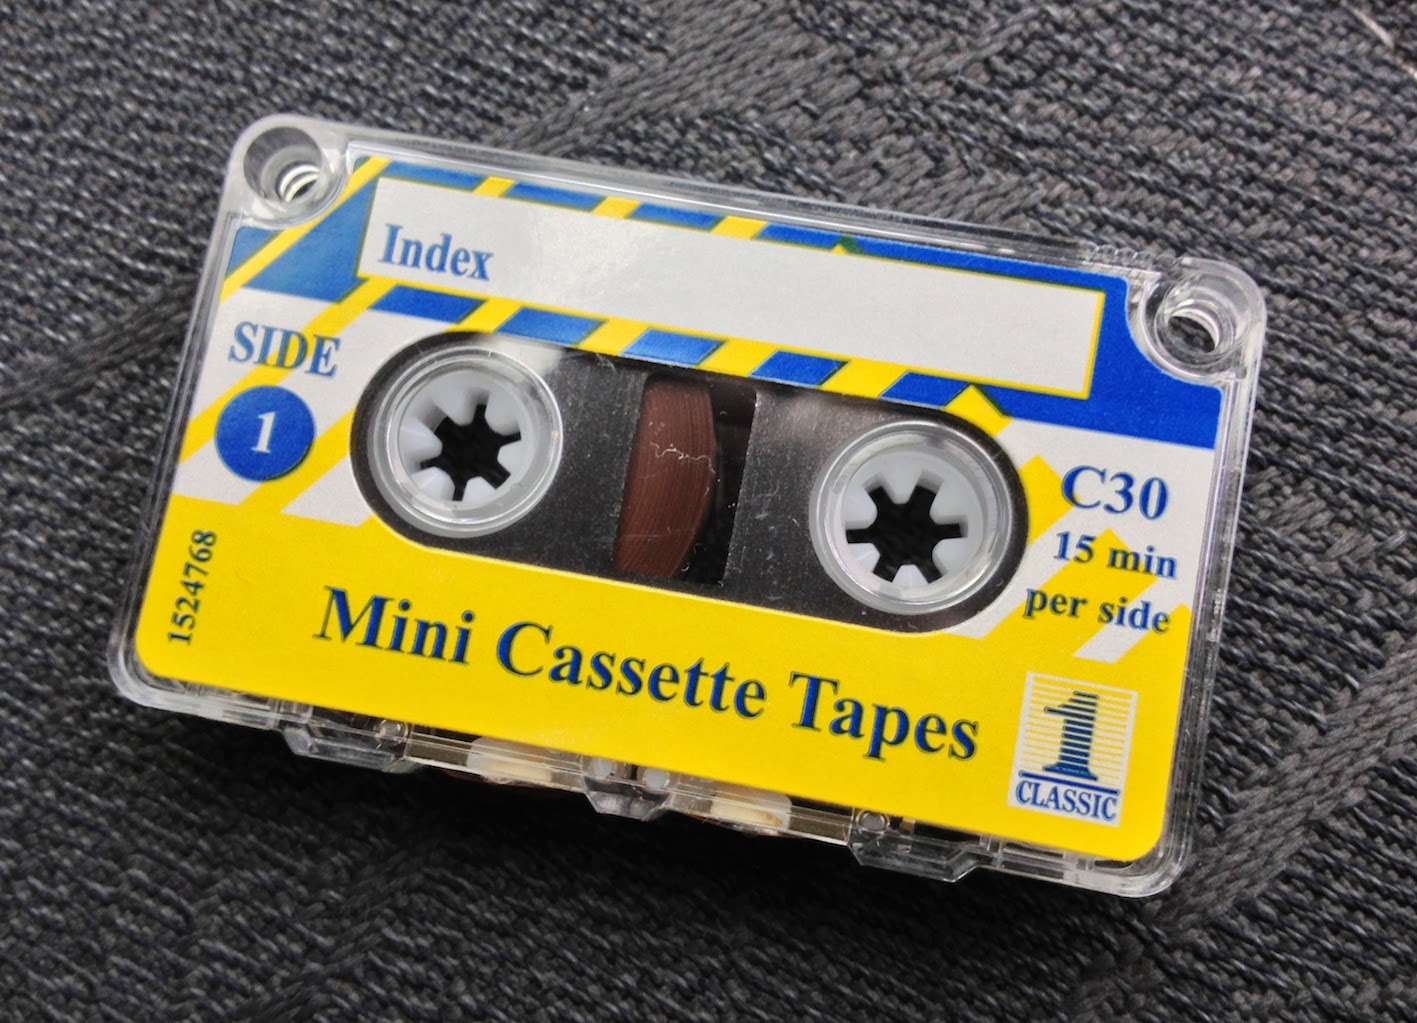 Index
SIDE
1
C30
15 min
per side
1524768
Mini Cassette Tapes
1
CLASSIC